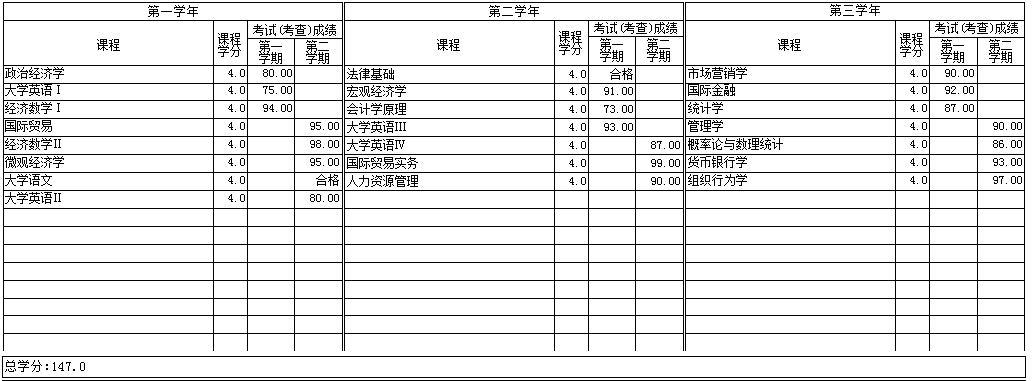 第一学年 第二学年 第三学年
课程 课程学分 考试(考查)成绩 第一学期 第二学期 课程 课程学分 考试(考查)成绩 第一学期 第二学期 课程 课程学分 考试(考查)成绩 第一学期 第二学期
政治经济学 4.0 80.00 法律基础 4.0 合格 市场营销学 4.0 90.00
大学英语Ⅰ 4.0 75.00 宏观经济学 4.0 91.00 国际金融 4.0 92.00
经济数学Ⅰ 4.0 94.00 会计学原理 4.0 73.00 统计学 4.0 87.00
国际贸易 4.0 95.00 大学英语III 4.0 93.00 管理学 4.0 90.00
经济数学II 4.0 98.00 大学英语Ⅳ 4.0 87.00 概率论与数理统计 4.0 86.00
微观经济学 4.0 95.00 国际贸易实务 4.0 99.00 货币银行学 4.0 93.00
大学语文 4.0 合格 人力资源管理 4.0 90.00 组织行为学 4.0 97.00
大学英语II 4.0 80.00
总学分:147.0